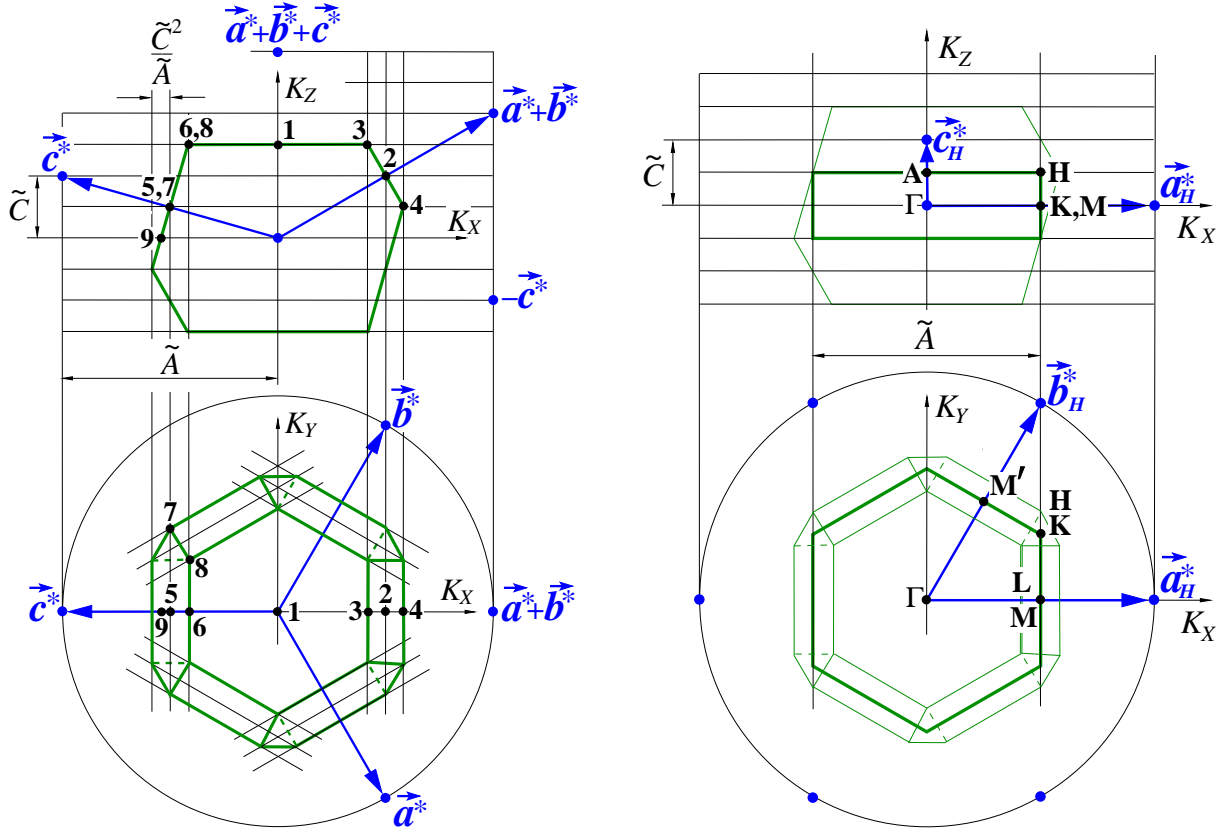 a⃗*+b⃗*+c⃗*
C̃²
Ã
K_Z
6,8
1
3
a⃗*+b⃗*
c⃗*
2
5,7
C̃
4
9
K_X
−c⃗*
Ã
b⃗*
K_Y
7
8
c⃗*
5
9
6
1
3
2
4
K_X
a⃗*+b⃗*
a⃗*
K_Z
c⃗*_H
C̃
A
H
a⃗*_H
Γ
K,M
K_X
Ã
b⃗*_H
K_Y
M′
H
K
L
a⃗*_H
Γ
M
K_X